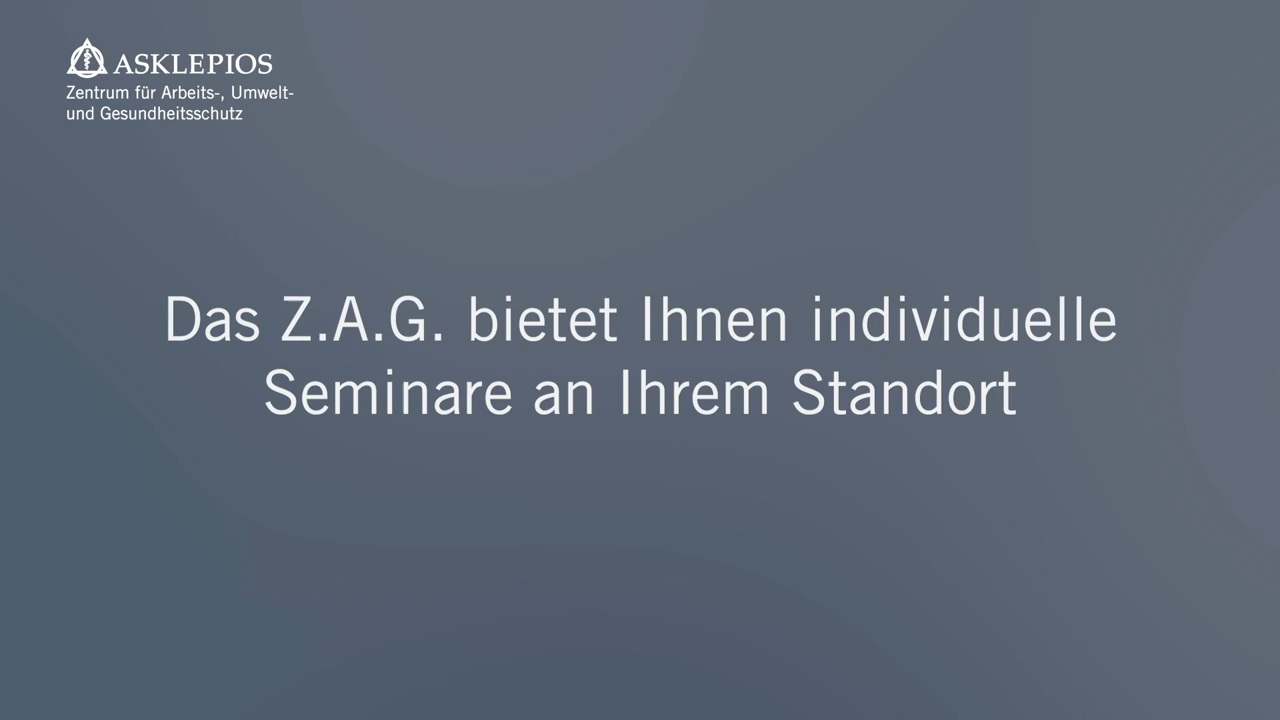 ASKLEPIOS
Zentrum für Arbeits-, Umwelt-
und Gesundheitsschutz
Das Z.A.G. bietet Ihnen individuelle
Seminare an Ihrem Standort